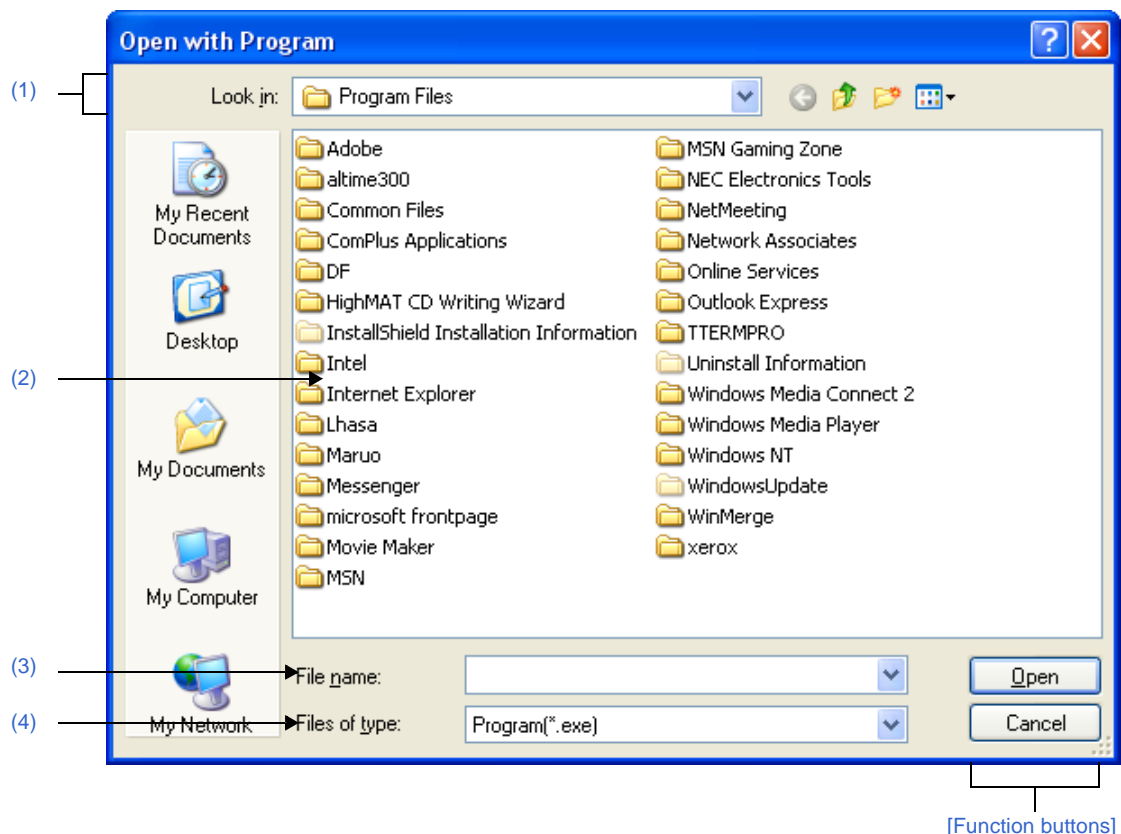 Open with Program
(1)
Look in:
Program Files
My Recent
Documents
Desktop
My Documents
My Computer
My Network
Adobe
altime300
Common Files
ComPlus Applications
DF
HighMAT CD Writing Wizard
InstallShield Installation Information
Intel
Internet Explorer
Lhasa
Maruo
Messenger
microsoft frontpage
Movie Maker
MSN
MSN Gaming Zone
NEC Electronics Tools
NetMeeting
Network Associates
Online Services
Outlook Express
TTERMPRO
Uninstall Information
Windows Media Connect 2
Windows Media Player
Windows NT
WindowsUpdate
WinMerge
xerox
(2)
(3)
File name:
Open
(4)
Files of type:
Program(*.exe)
Cancel
[Function buttons]